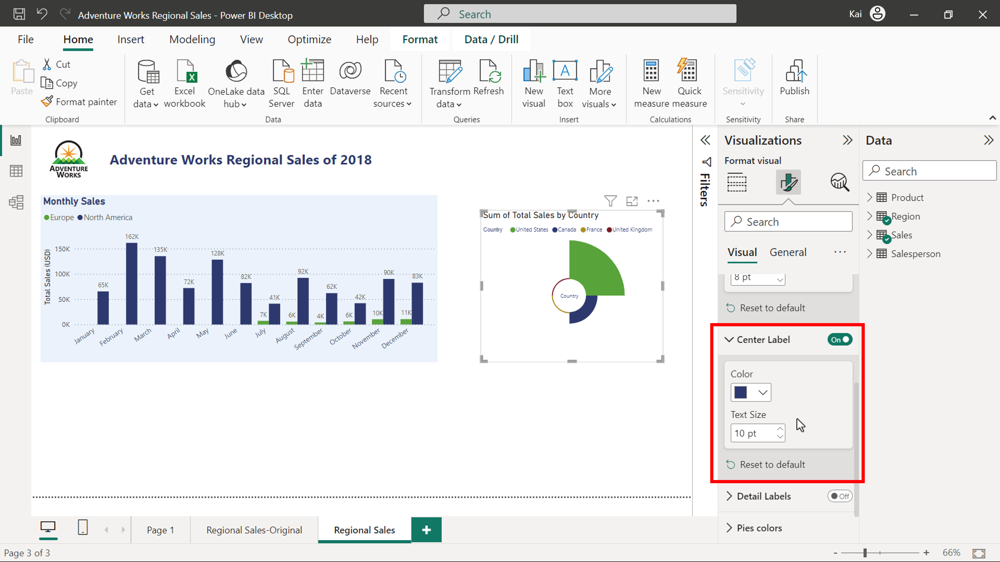 Adventure Works Regional Sales - Power BI Desktop
Search
Kai
File Home Insert Modeling View Optimize Help Format Data / Drill
Paste
Cut
Copy
Format painter
Clipboard
Get data
Excel workbook
OneLake data hub
SQL Server
Enter data
Dataverse
Recent sources
Data
Transform data
Refresh
Queries
New visual
Text box
More visuals
Insert
New measure
Quick measure
Calculations
Sensitivity
Sensitivity
Publish
Share
ADVENTURE
WORKS
Adventure Works Regional Sales of 2018
Monthly Sales
Europe North America
Total Sales (USD)
150K
100K
50K
0K
65K
162K
135K
72K
128K
82K
7K
41K
6K
92K
4K
62K
6K
42K
10K
90K
11K
83K
January
February
March
April
May
June
July
August
September
October
November
December
Sum of Total Sales by Country
Country United States Canada France United Kingdom
Country
Filters
Visualizations
Format visual
Search
Visual General
8 pt
Reset to default
Center Label On
Color
Text Size
10 pt
Reset to default
Detail Labels Off
Pies colors
Data
Search
Product
Region
Sales
Salesperson
Page 1 Regional Sales-Original Regional Sales +
Page 3 of 3
- + 66%